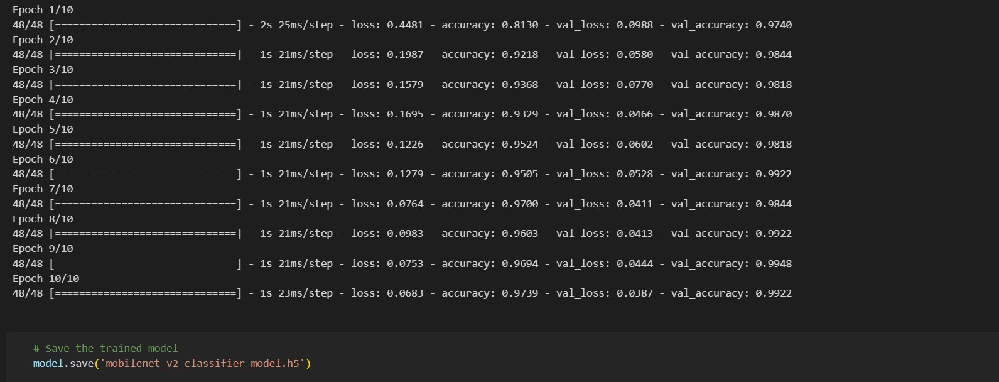 Epoch 1/10
48/48 [==============================] - 2s 25ms/step - loss: 0.4481 - accuracy: 0.8130 - val_loss: 0.0988 - val_accuracy: 0.9740
Epoch 2/10
48/48 [==============================] - 1s 21ms/step - loss: 0.1987 - accuracy: 0.9218 - val_loss: 0.0580 - val_accuracy: 0.9844
Epoch 3/10
48/48 [==============================] - 1s 21ms/step - loss: 0.1579 - accuracy: 0.9368 - val_loss: 0.0770 - val_accuracy: 0.9818
Epoch 4/10
48/48 [==============================] - 1s 21ms/step - loss: 0.1695 - accuracy: 0.9329 - val_loss: 0.0466 - val_accuracy: 0.9870
Epoch 5/10
48/48 [==============================] - 1s 21ms/step - loss: 0.1226 - accuracy: 0.9524 - val_loss: 0.0602 - val_accuracy: 0.9818
Epoch 6/10
48/48 [==============================] - 1s 21ms/step - loss: 0.1279 - accuracy: 0.9505 - val_loss: 0.0528 - val_accuracy: 0.9922
Epoch 7/10
48/48 [==============================] - 1s 21ms/step - loss: 0.0764 - accuracy: 0.9700 - val_loss: 0.0411 - val_accuracy: 0.9844
Epoch 8/10
48/48 [==============================] - 1s 21ms/step - loss: 0.0983 - accuracy: 0.9603 - val_loss: 0.0413 - val_accuracy: 0.9922
Epoch 9/10
48/48 [==============================] - 1s 21ms/step - loss: 0.0753 - accuracy: 0.9694 - val_loss: 0.0444 - val_accuracy: 0.9948
Epoch 10/10
48/48 [==============================] - 1s 23ms/step - loss: 0.0683 - accuracy: 0.9739 - val_loss: 0.0387 - val_accuracy: 0.9922
# Save the trained model
model.save('mobilenet_v2_classifier_model.h5')